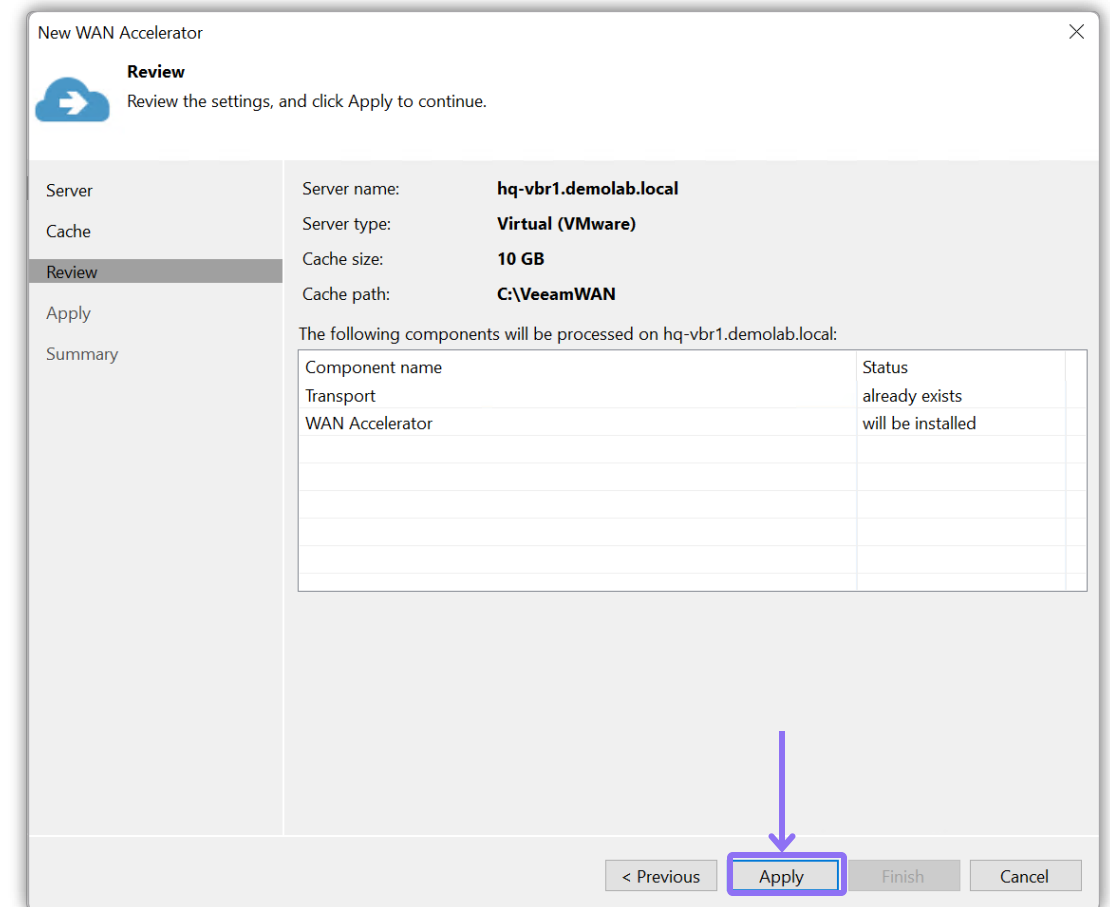 New WAN Accelerator
Review
Review the settings, and click Apply to continue.
Server
Cache
Review
Apply
Summary
Server name: hq-vbr1.demolab.local
Server type: Virtual (VMware)
Cache size: 10 GB
Cache path: C:\VeeamWAN
The following components will be processed on hq-vbr1.demolab.local:
Component name Status
Transport already exists
WAN Accelerator will be installed
< Previous Apply Finish Cancel